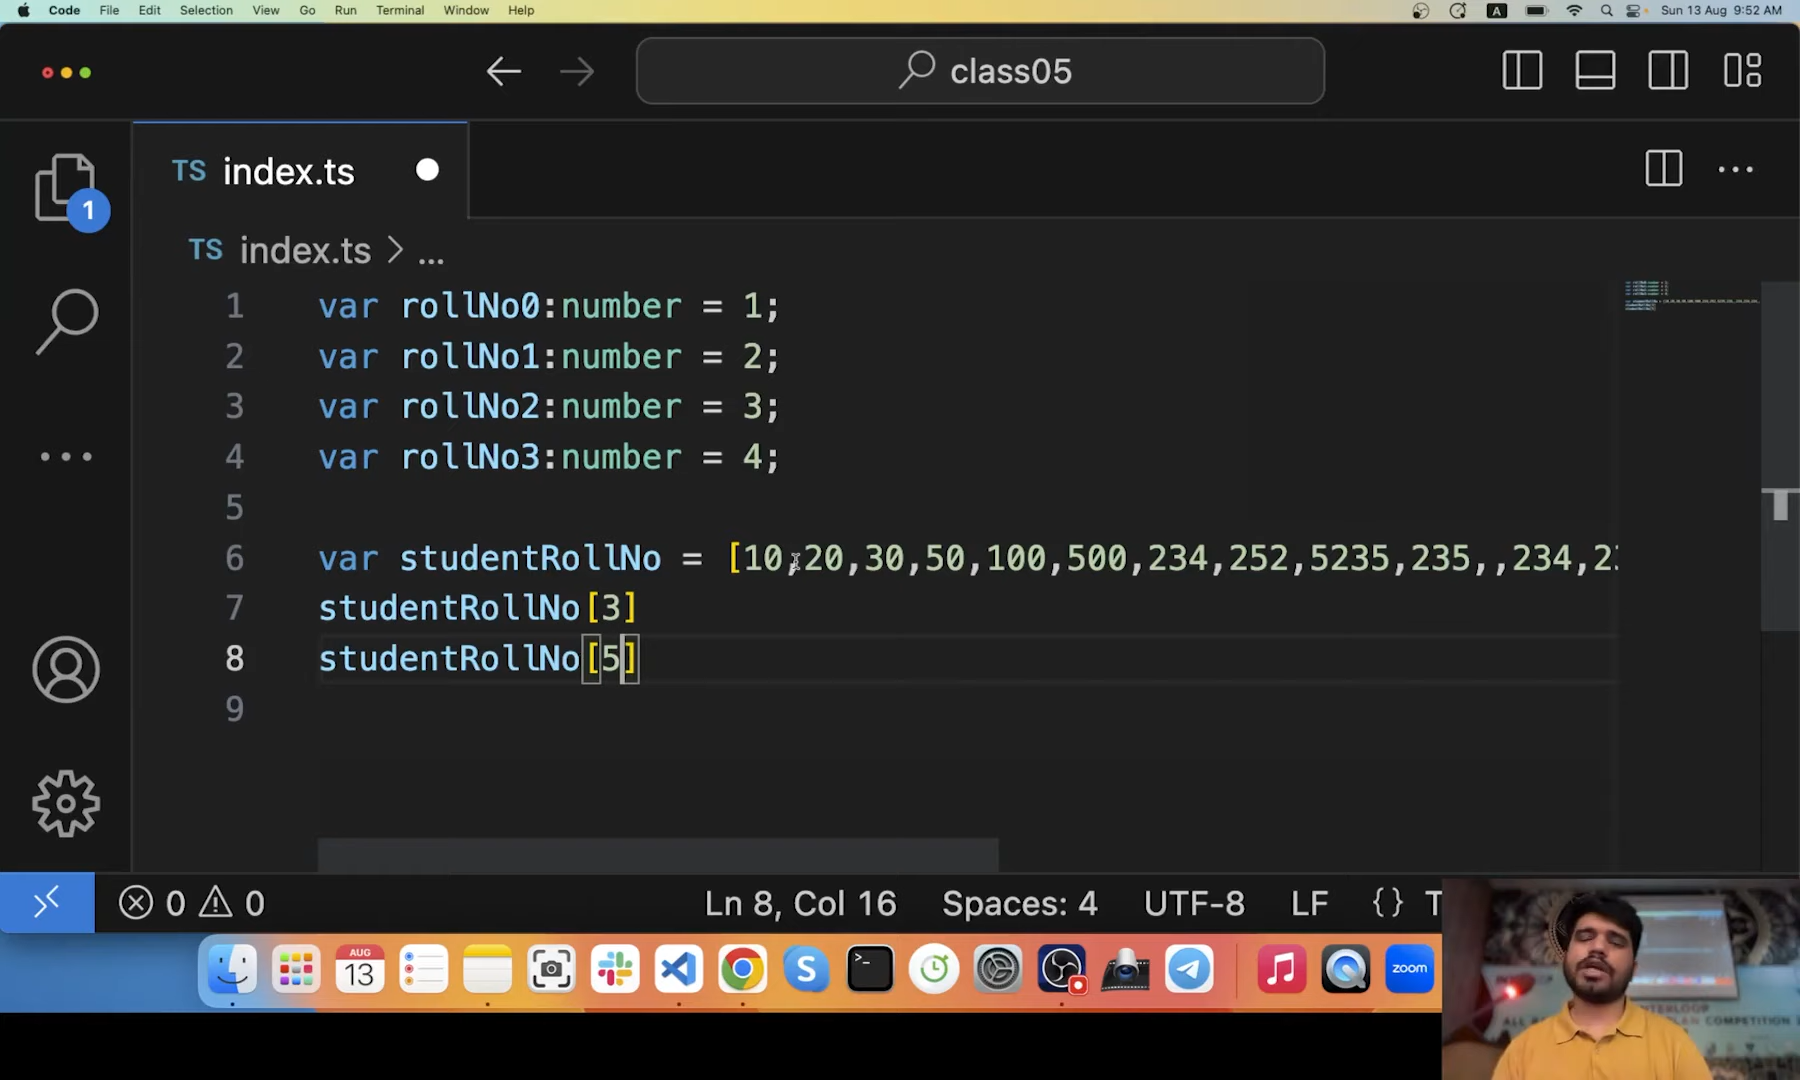 Code File Edit Selection View Go Run Terminal Window Help A Sun 13 Aug 9:52 AM
class05
TS index.ts
1
TS index.ts > ...
1 var rollNo0:number = 1;
2 var rollNo1:number = 2;
3 var rollNo2:number = 3;
4 var rollNo3:number = 4;
5
6 var studentRollNo = [10,20,30,50,100,500,234,252,5235,235,,234,23
7 studentRollNo[3]
8 studentRollNo[5]
9
0 0 Ln 8, Col 16 Spaces: 4 UTF-8 LF {} T
AUG
13
S
zoom